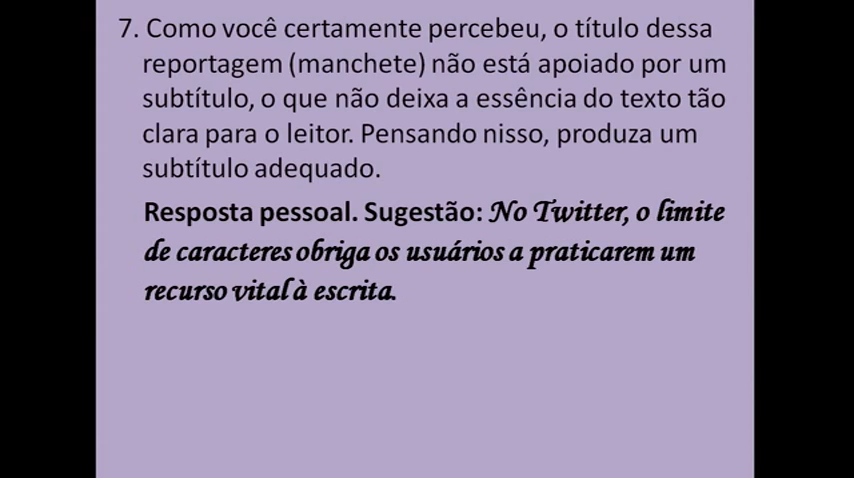 7. Como você certamente percebeu, o título dessa
reportagem (manchete) não está apoiado por um
subtítulo, o que não deixa a essência do texto tão
clara para o leitor. Pensando nisso, produza um
subtítulo adequado.
Resposta pessoal. Sugestão: No Twitter, o limite
de caracteres obriga os usuários a praticarem um
recurso vital à escrita.